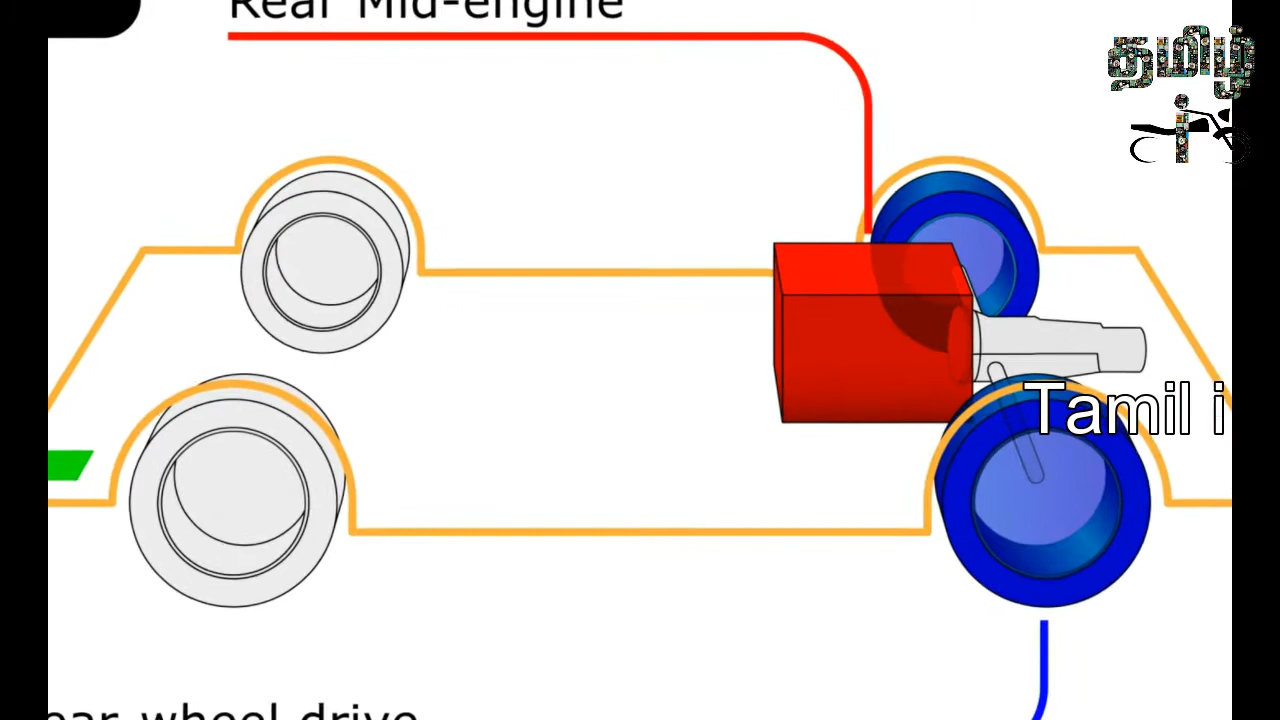 Rear Mid-engine
தமிழ்
i
Tamil i
ear wheel drive